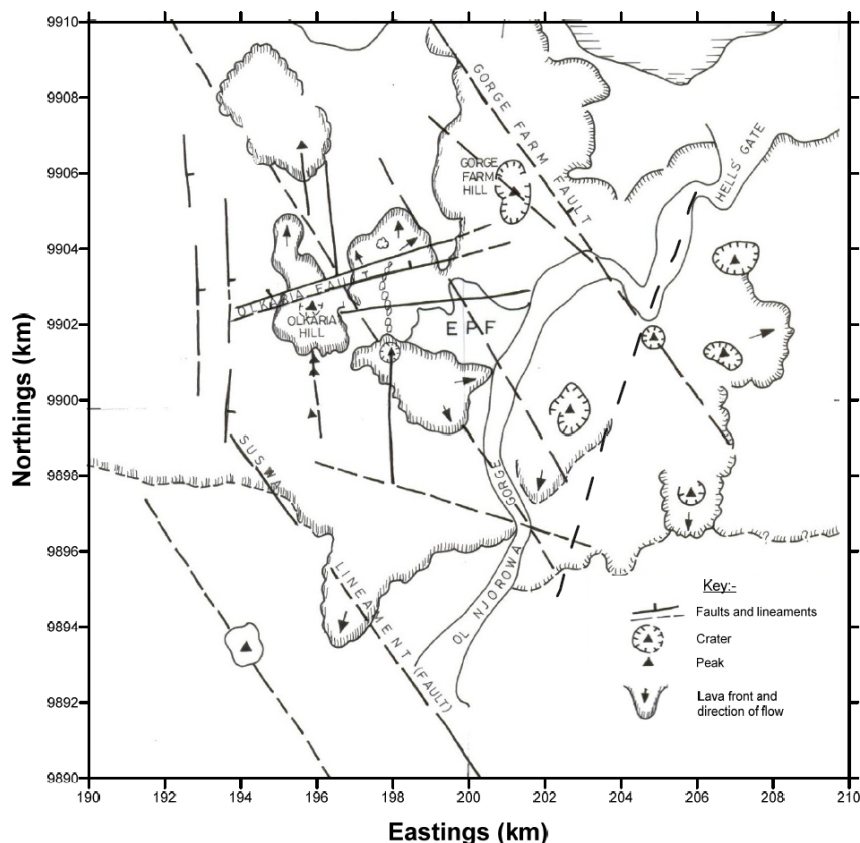 9910
9908
9906
9904
9902
9900
9898
9896
9894
9892
9890
Northings (km)
GORGE FARM FAULT
GORGE
FARM
HILL
HELLS' GATE
OLKARIA FAULT
OLKARIA
HILL
EPF
SUSWA
LINEAMENT (FAULT)
GORGE
OL NJOROWA
? ?
Key:-
Faults and lineaments
Crater
Peak
Lava front and
direction of flow
190 192 194 196 198 200 202 204 206 208 210
Eastings (km)